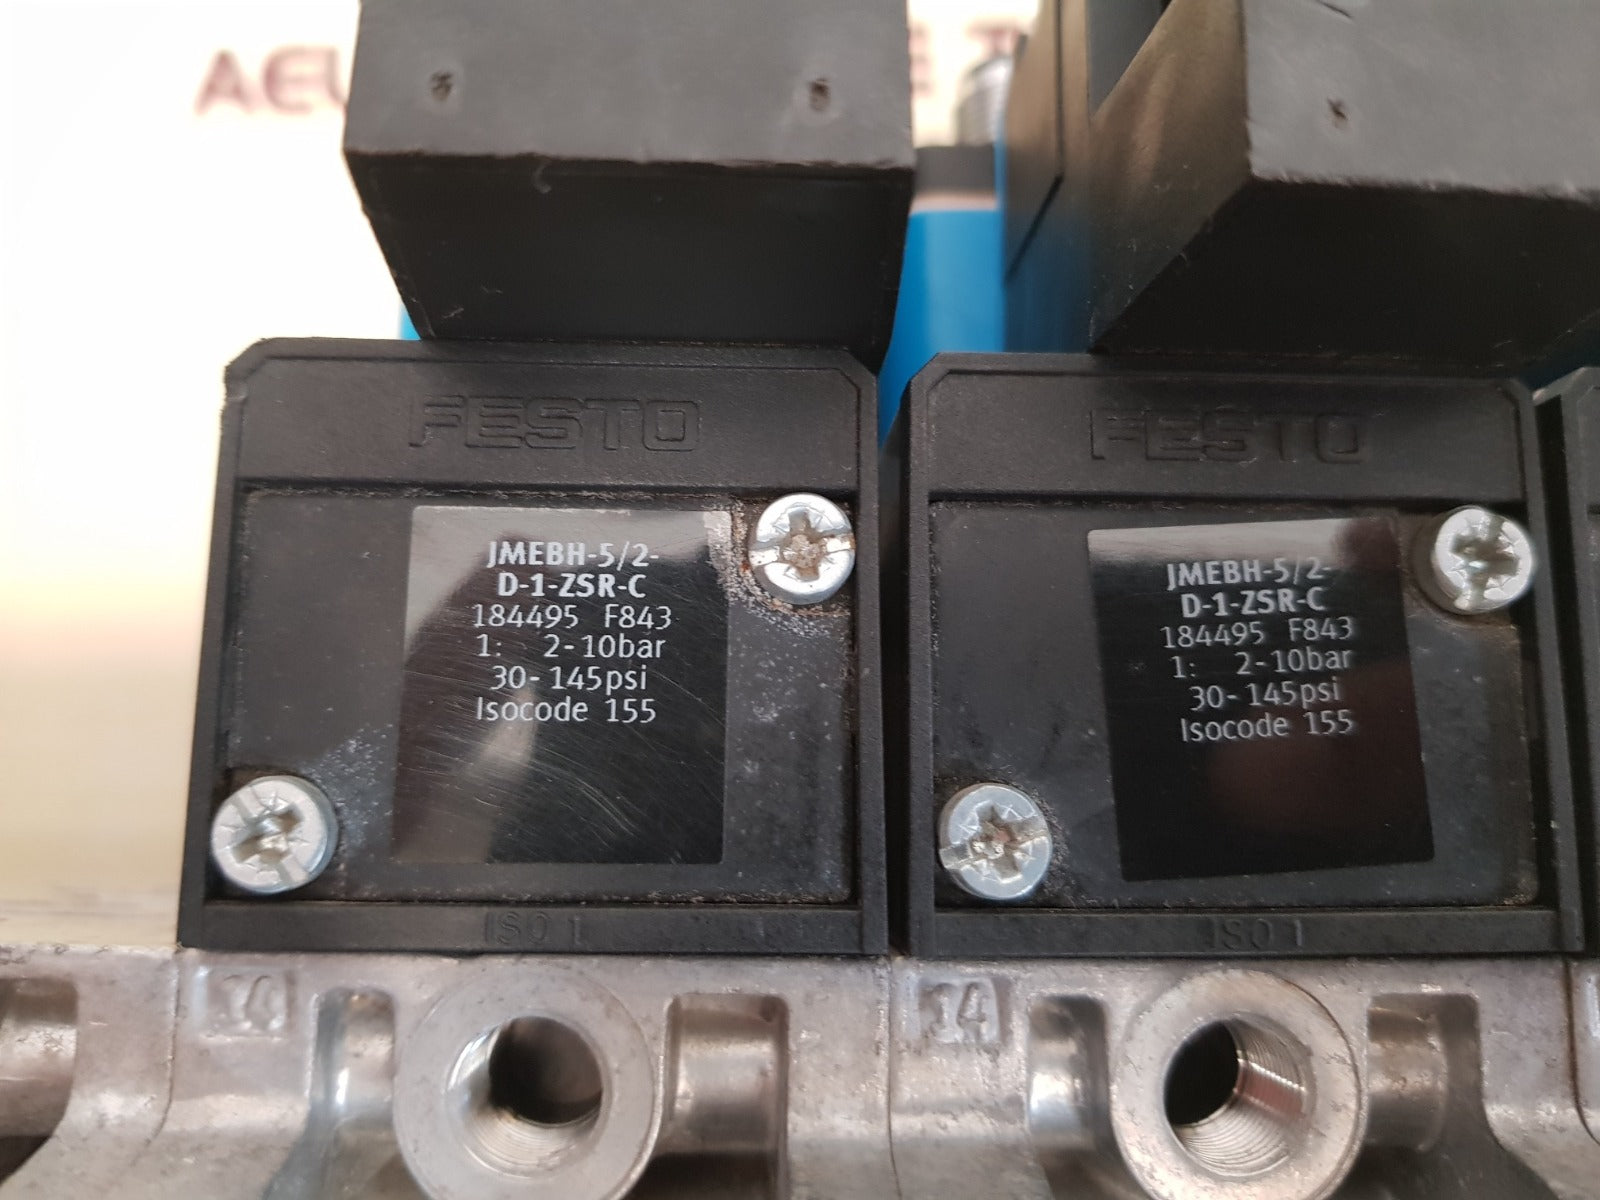 FESTO
JMEBH-5/2-
D-1-ZSR-C
184495 F843
1: 2-10bar
30-145psi
Isocode 155
ISO 1
14
FESTO
JMEBH-5/2-
D-1-ZSR-C
184495 F843
1: 2-10bar
30-145psi
Isocode 155
ISO 1
14